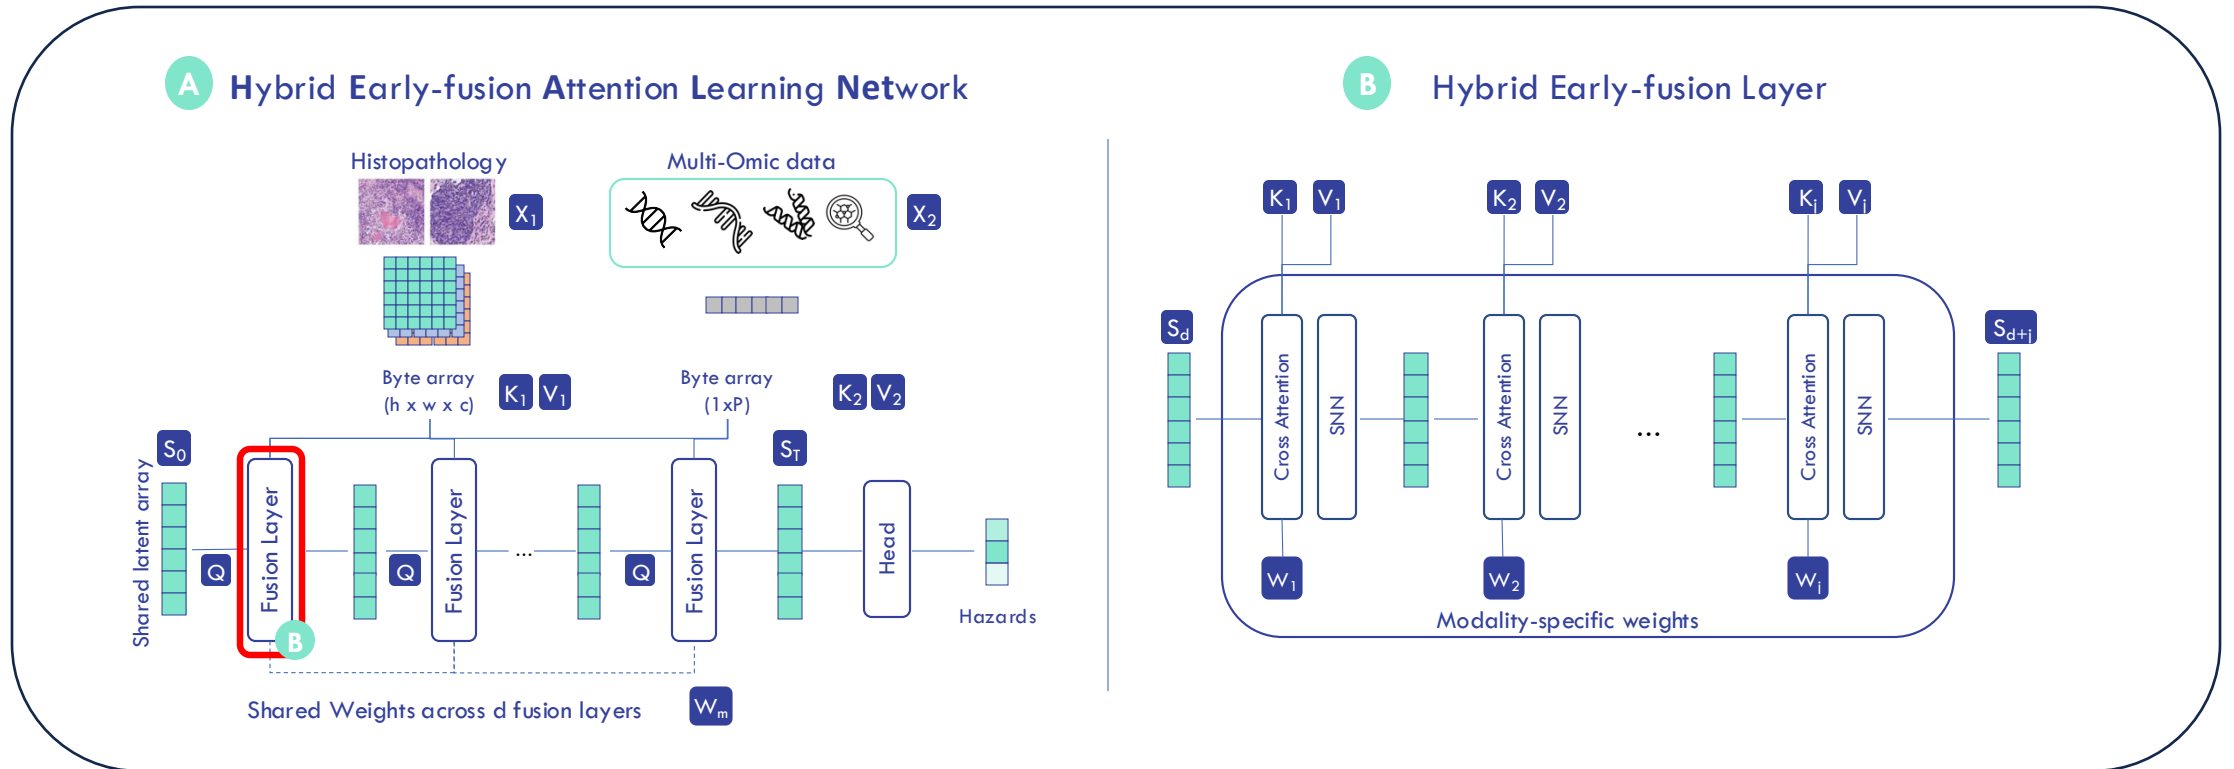 A Hybrid Early-fusion Attention Learning Network
Histopathology
X1
Multi-Omic data
X2
Byte array
(h x w x c)
K1 V1
Byte array
(1xP)
K2 V2
Shared latent array
S0
Q
Fusion Layer
B
Q
Fusion Layer
...
Q
Fusion Layer
ST
Head
Hazards
Shared Weights across d fusion layers
Wm
B Hybrid Early-fusion Layer
K1 V1
K2 V2
Kj Vj
Sd
Cross Attention
SNN
Cross Attention
SNN
...
Cross Attention
SNN
Sd+j
W1
W2
Wj
Modality-specific weights